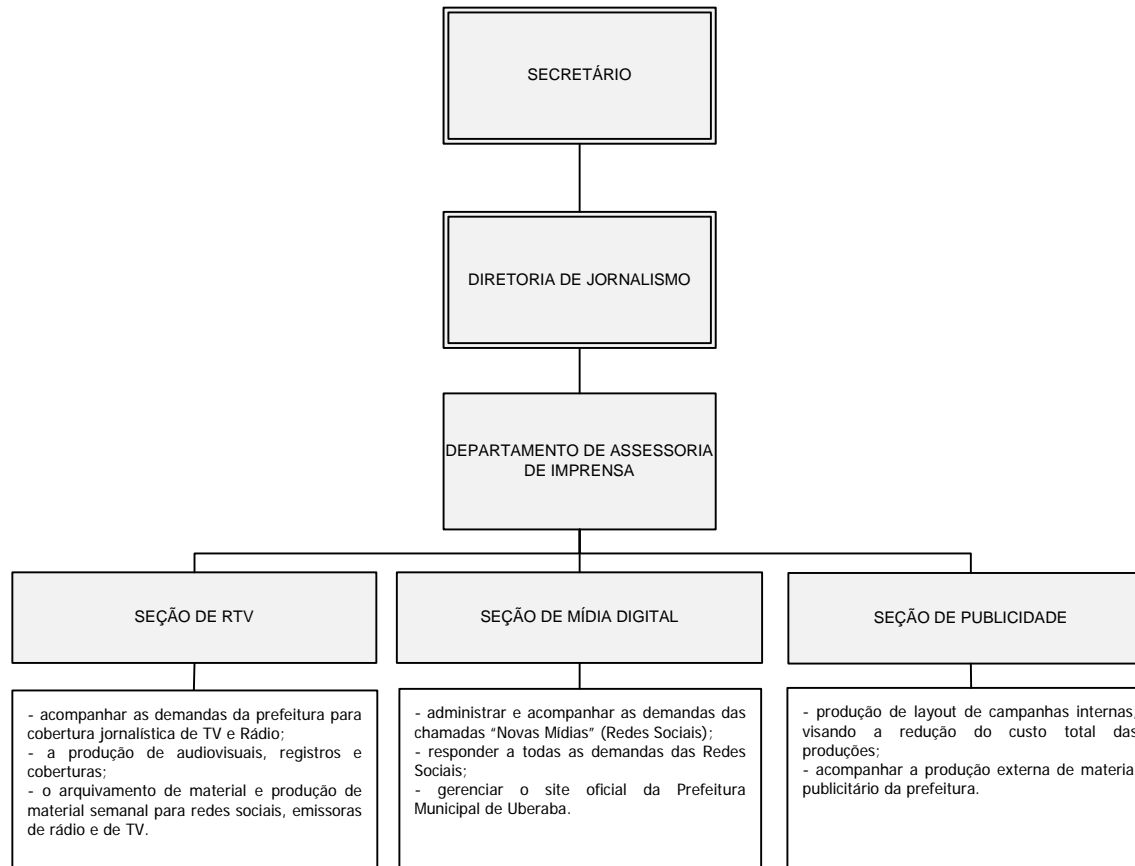 SECRETÁRIO
DIRETORIA DE JORNALISMO
DEPARTAMENTO DE ASSESSORIA
DE IMPRENSA
SEÇÃO DE RTV
SEÇÃO DE MÍDIA DIGITAL
SEÇÃO DE PUBLICIDADE
- acompanhar as demandas da prefeitura para
cobertura jornalística de TV e Rádio;
- a produção de audiovisuais, registros e
coberturas;
- o arquivamento de material e produção de
material semanal para redes sociais, emissoras
de rádio e de TV.
- administrar e acompanhar as demandas das
chamadas “Novas Mídias” (Redes Sociais);
- responder a todas as demandas das Redes
Sociais;
- gerenciar o site oficial da Prefeitura
Municipal de Uberaba.
- produção de layout de campanhas internas,
visando a redução do custo total das
produções;
- acompanhar a produção externa de material
publicitário da prefeitura.